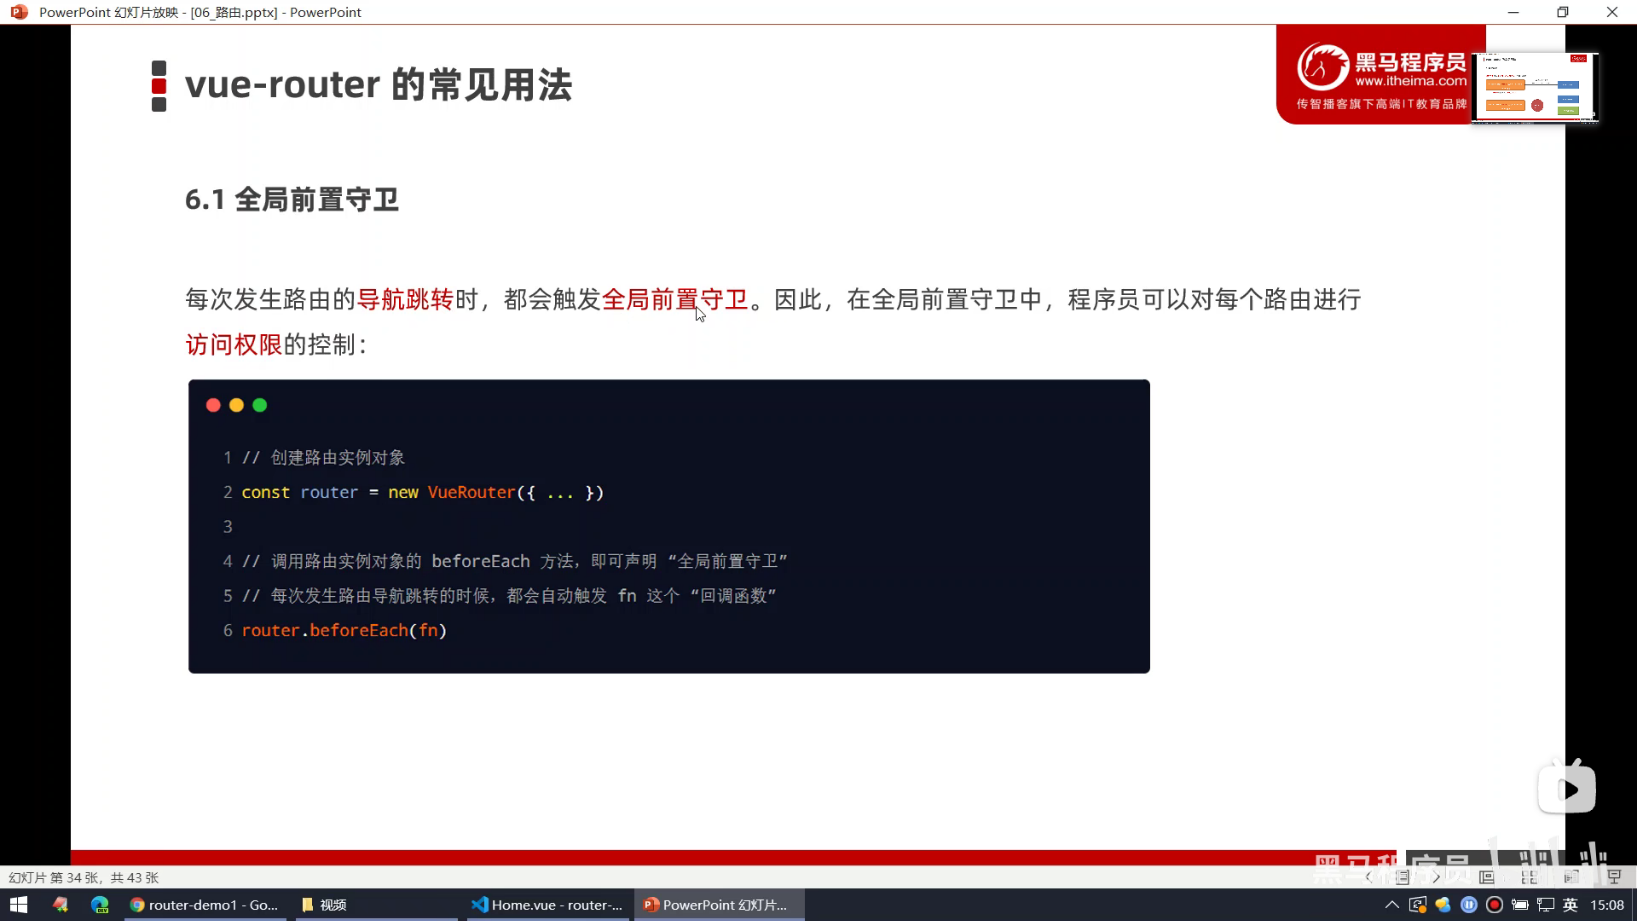 PowerPoint 幻灯片放映 - [06_路由.pptx] - PowerPoint
vue-router 的常见用法
黑马程序员
www.itheima.com
传智播客旗下高端IT教育品牌
6.1 全局前置守卫
每次发生路由的导航跳转时，都会触发全局前置守卫。因此，在全局前置守卫中，程序员可以对每个路由进行
访问权限的控制：
1 // 创建路由实例对象
2 const router = new VueRouter({ ... })
3
4 // 调用路由实例对象的 beforeEach 方法，即可声明 “全局前置守卫”
5 // 每次发生路由导航跳转的时候，都会自动触发 fn 这个 “回调函数”
6 router.beforeEach(fn)
黑马程序员
幻灯片 第 34 张，共 43 张
router-demo1 - Go...
视频
Home.vue - router-...
PowerPoint 幻灯片...
英
15:08